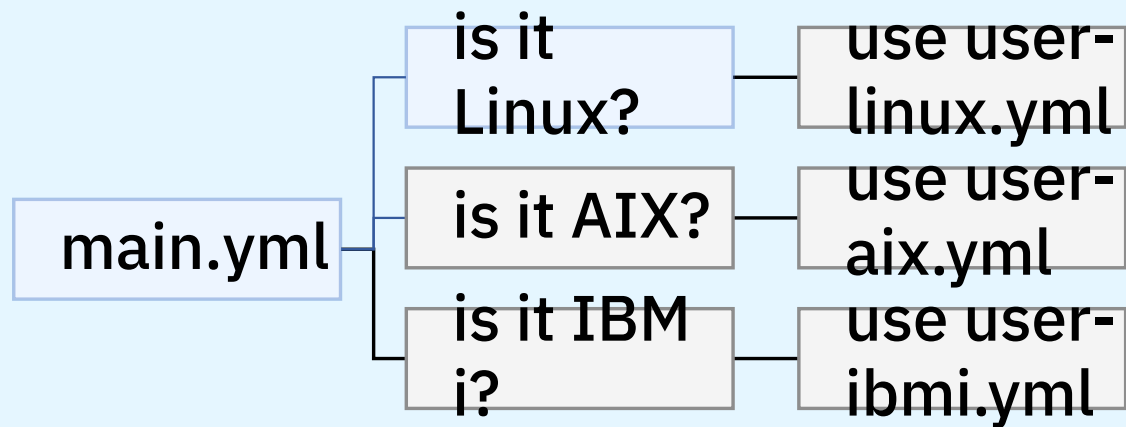 main.yml
is it
Linux?
use user-
linux.yml
is it AIX?
use user-
aix.yml
is it IBM
i?
use user-
ibmi.yml